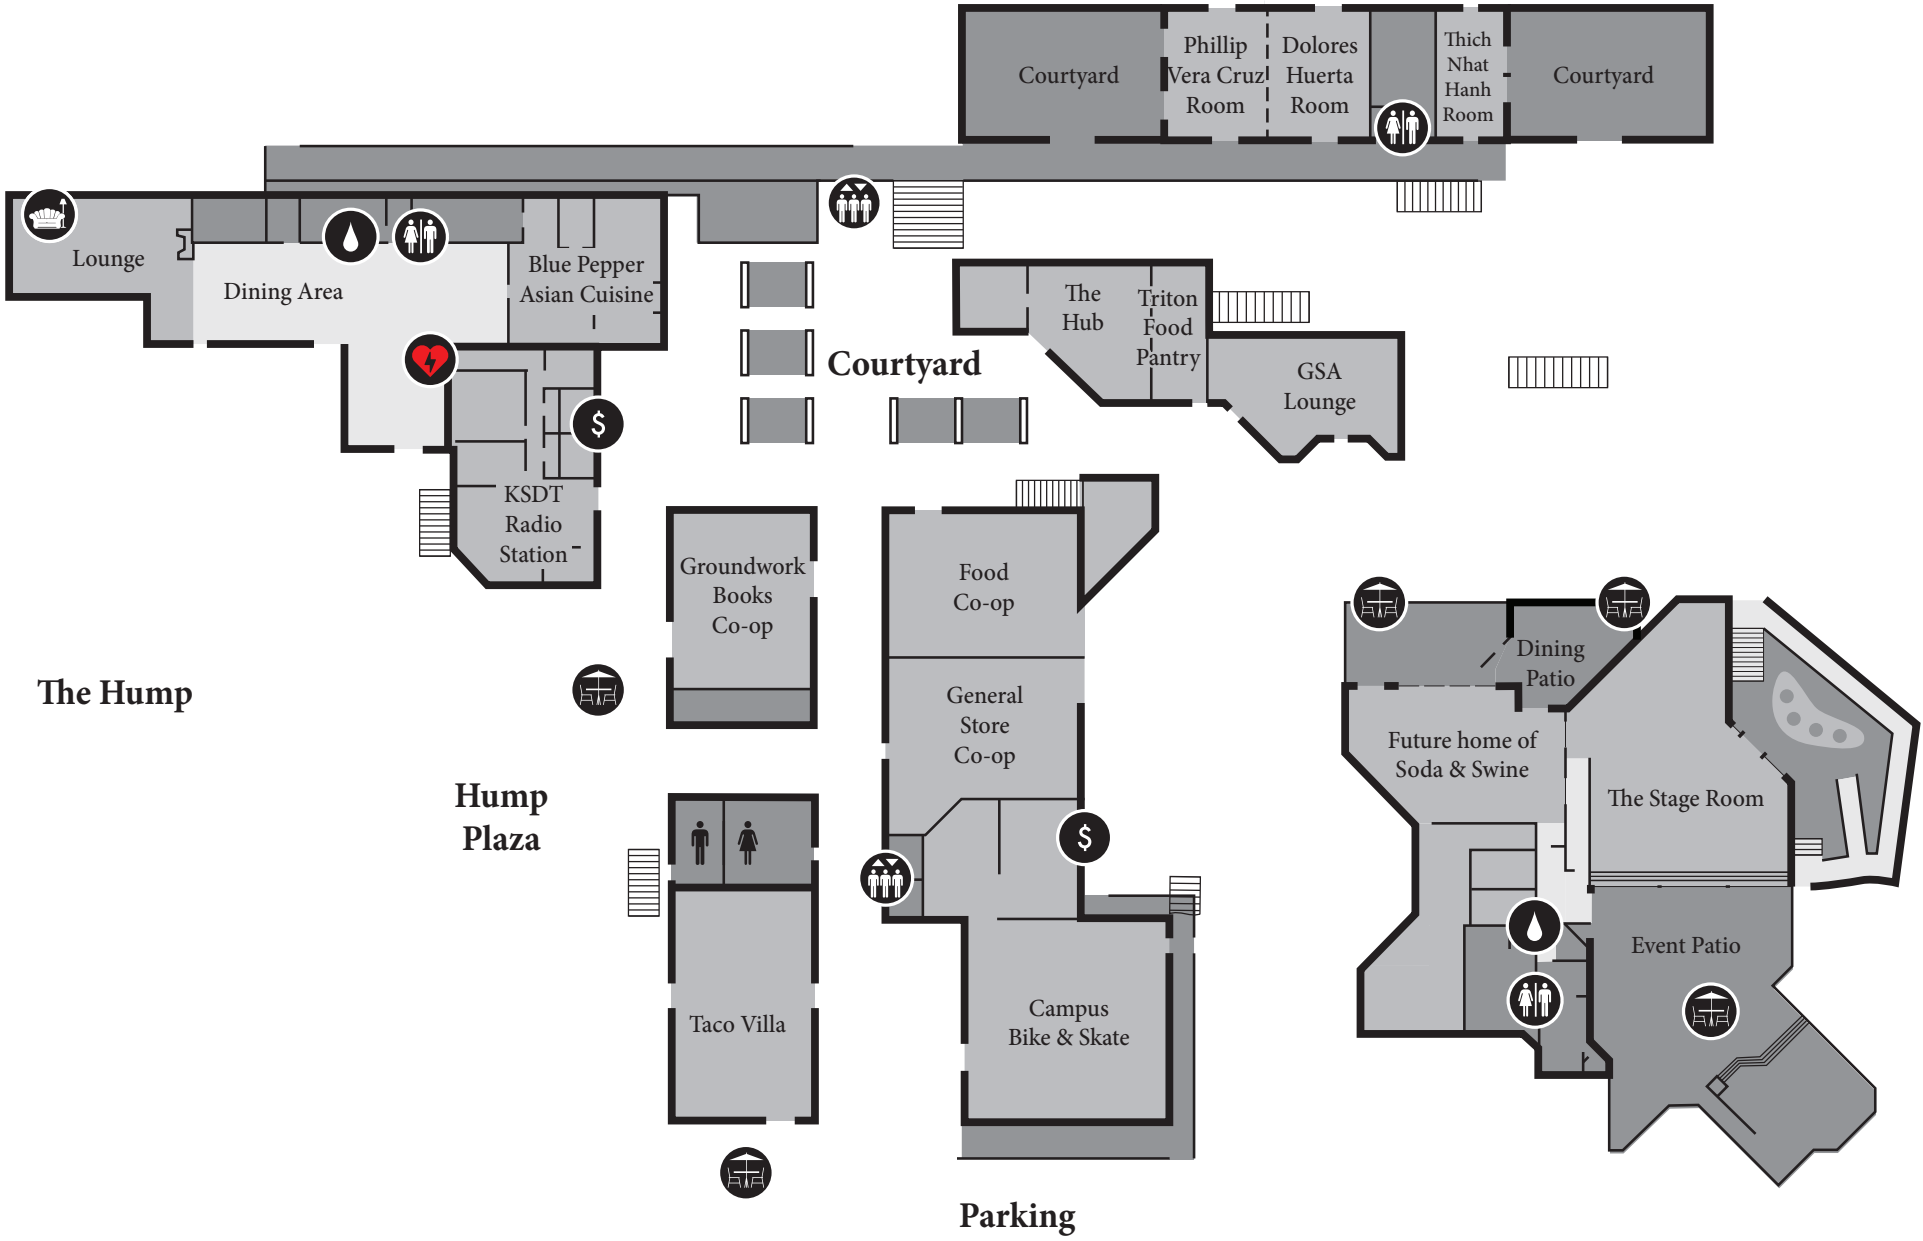 Courtyard
Phillip
Vera Cruz
Room
Dolores
Huerta
Room
Thich
Nhat
Hanh
Room
Courtyard
Lounge
Dining Area
Blue Pepper
Asian Cuisine
Courtyard
The
Hub
Triton
Food
Pantry
GSA
Lounge
$
KSDT
Radio
Station
Groundwork
Books
Co-op
Food
Co-op
The Hump
General
Store
Co-op
Dining
Patio
Future home of
Soda & Swine
The Stage Room
Hump
Plaza
$
Event Patio
Taco Villa
Campus
Bike & Skate
Parking